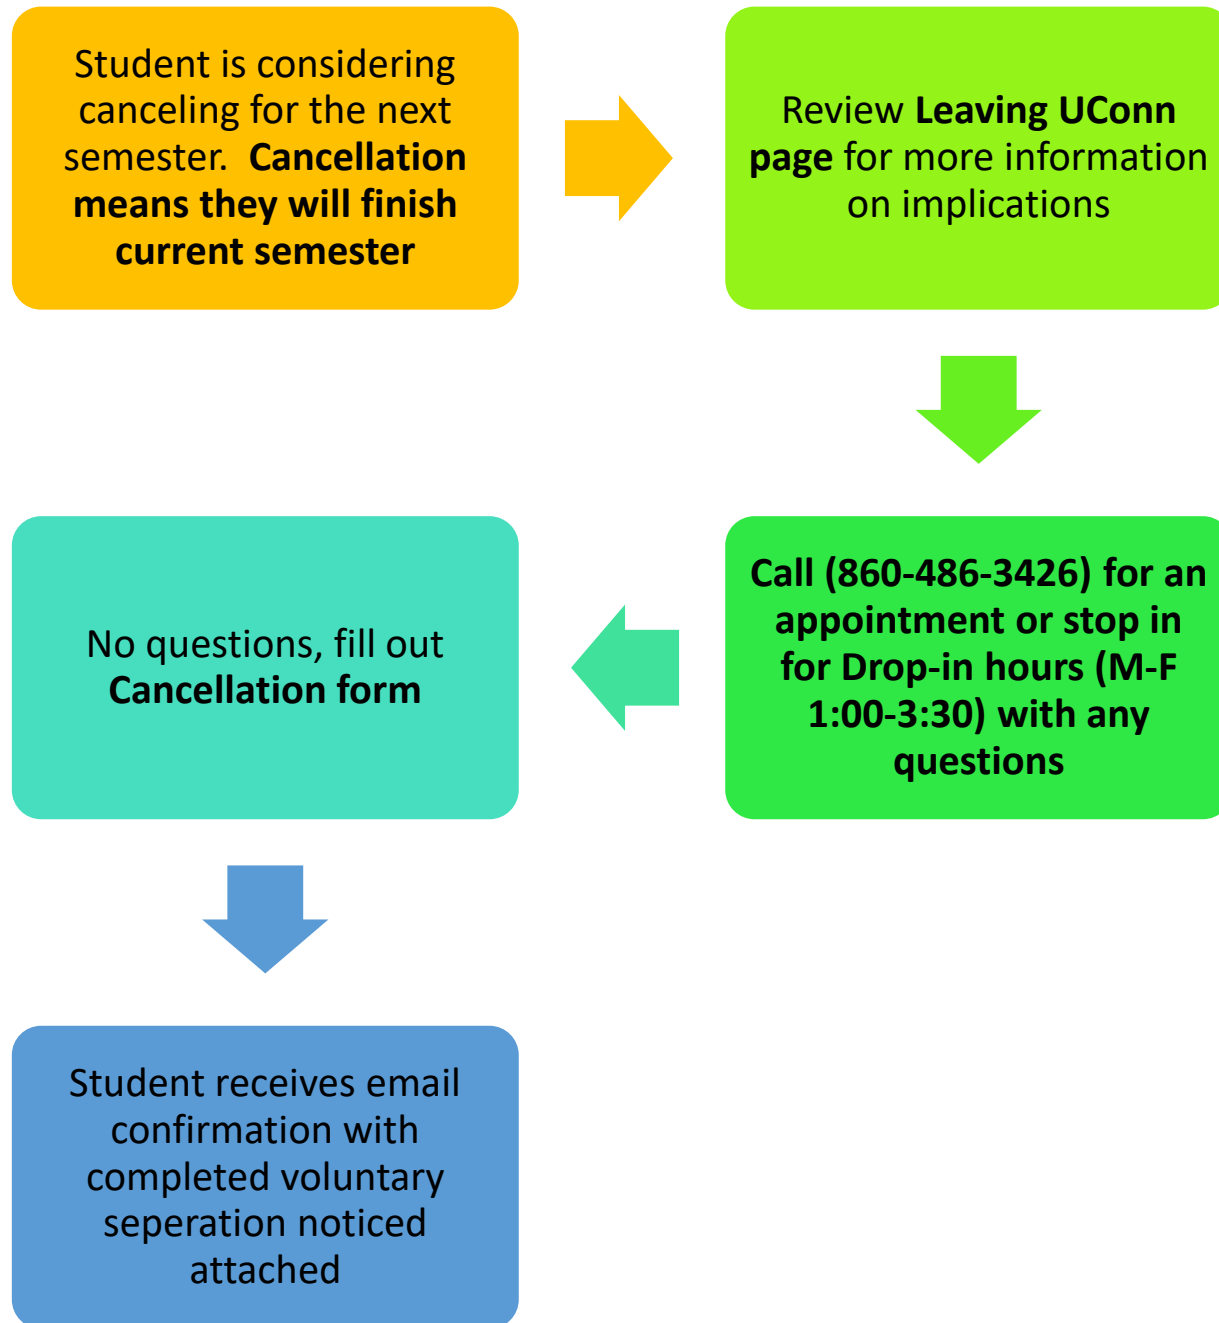 Student is considering
canceling for the next
semester.  Cancellation
means they will finish
current semester
Review Leaving UConn
page for more information
on implications
Call (860-486-3426) for an
appointment or stop in
for Drop-in hours (M-F
1:00-3:30) with any
questions
No questions, fill out
Cancellation form
Student receives email
confirmation with
completed voluntary
seperation noticed
attached